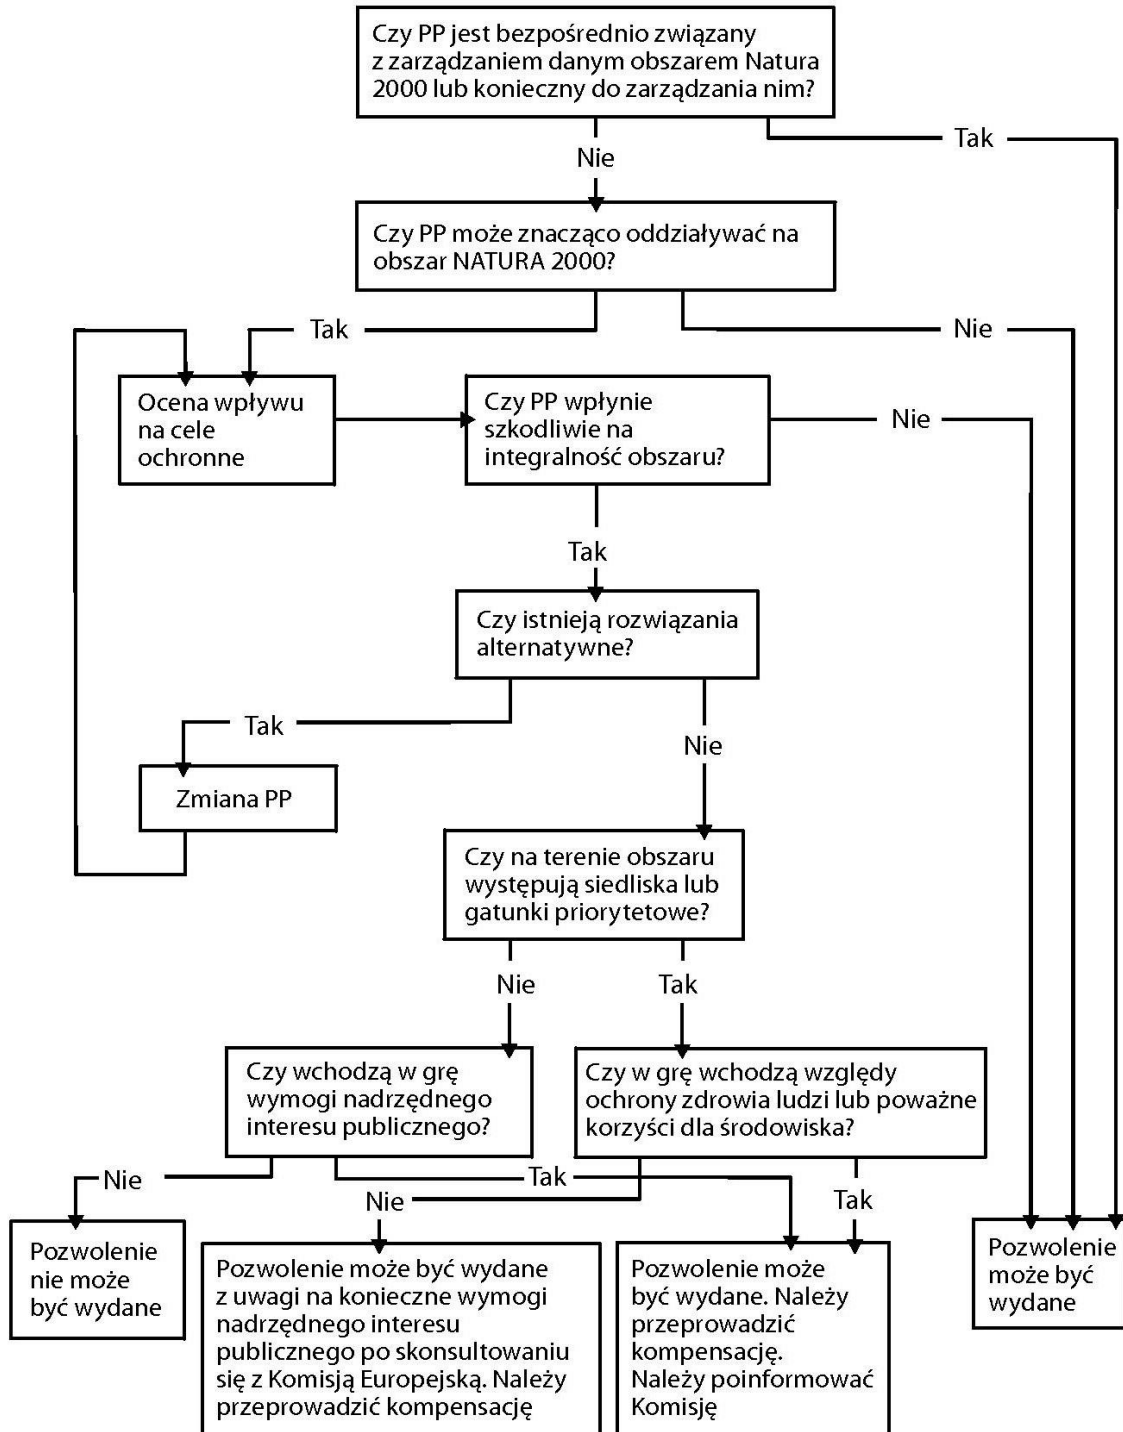 Czy PP jest bezpośrednio związany
z zarządzaniem danym obszarem Natura
2000 lub konieczny do zarządzania nim?
Tak
Nie
Czy PP może znacząco oddziaływać na
obszar NATURA 2000?
Tak
Nie
Ocena wpływu
na cele
ochronne
Czy PP wpłynie
szkodliwie na
integralność obszaru?
Nie
Tak
Czy istnieją rozwiązania
alternatywne?
Tak
Nie
Zmiana PP
Czy na terenie obszaru
występują siedliska lub
gatunki priorytetowe?
Nie
Tak
Czy wchodzą w grę
wymogi nadrzędnego
interesu publicznego?
Czy w grę wchodzą względy
ochrony zdrowia ludzi lub poważne
korzyści dla środowiska?
Nie
Tak
Nie
Tak
Pozwolenie
nie może
być wydane
Pozwolenie może być wydane
z uwagi na konieczne wymogi
nadrzędnego interesu
publicznego po skonsultowaniu
się z Komisją Europejską. Należy
przeprowadzić kompensację
Pozwolenie może
być wydane. Należy
przeprowadzić
kompensację.
Należy poinformować
Komisję
Pozwolenie
może być
wydane